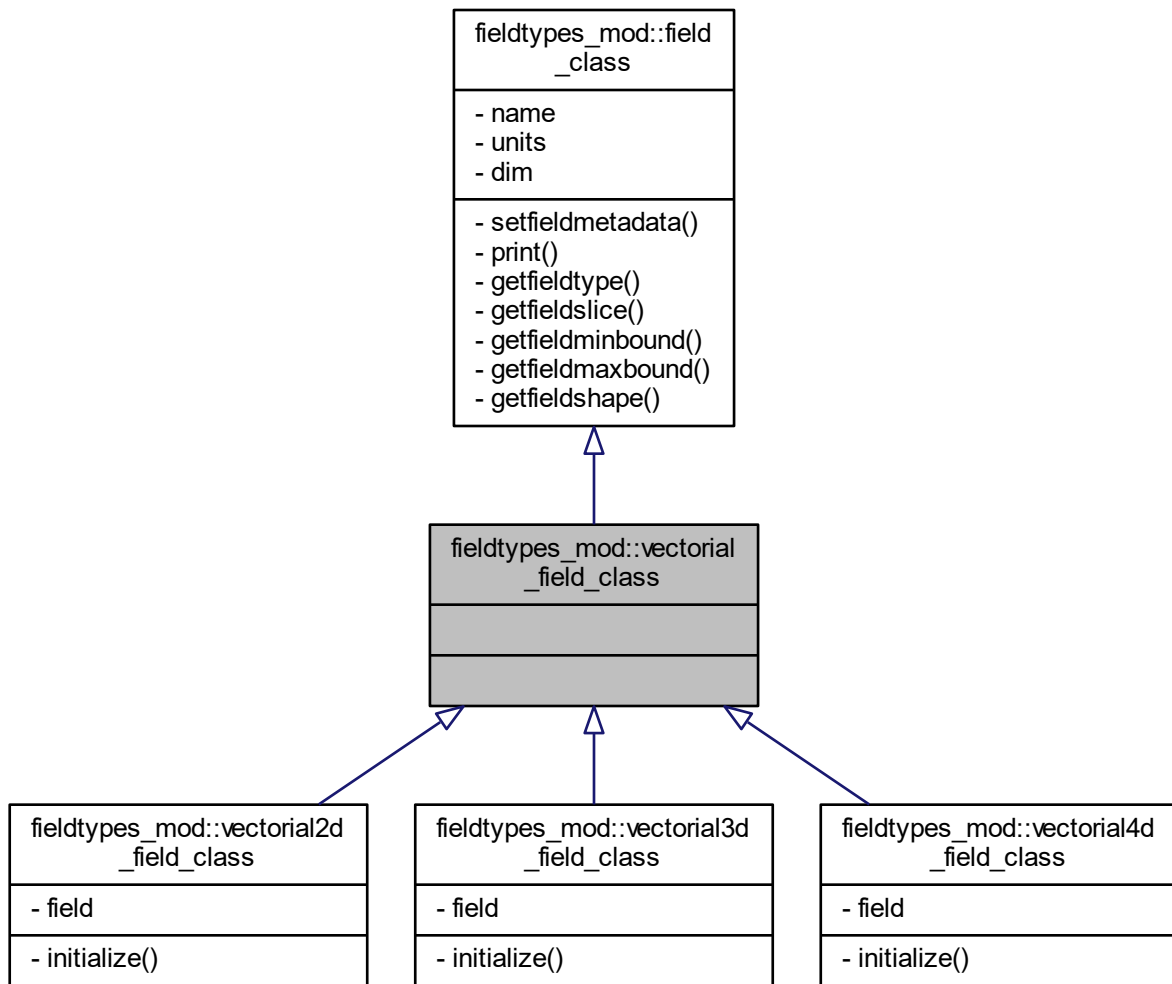 fieldtypes_mod::field
_class
- name
- units
- dim
- setfieldmetadata()
- print()
- getfieldtype()
- getfieldslice()
- getfieldminbound()
- getfieldmaxbound()
- getfieldshape()
fieldtypes_mod::vectorial
_field_class
fieldtypes_mod::vectorial2d
_field_class
- field
- initialize()
fieldtypes_mod::vectorial3d
_field_class
- field
- initialize()
fieldtypes_mod::vectorial4d
_field_class
- field
- initialize()